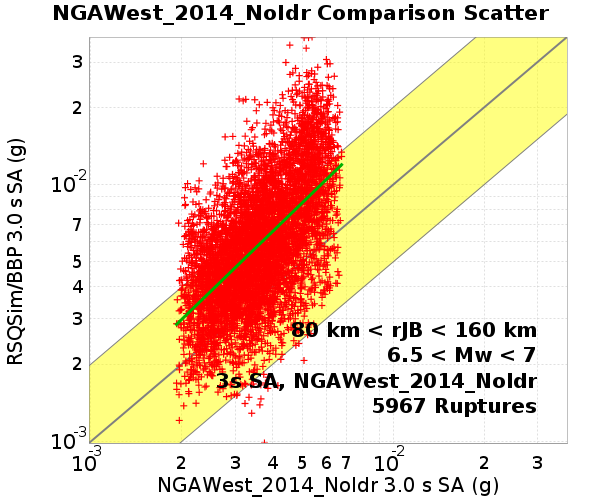 NGAWest_2014_NoIdr Comparison Scatter
RSQSim/BBP 3.0 s SA (g)
3
2
10-2
7
5
4
3
2
10-3
80 km < rJB < 160 km
6.5 < Mw < 7
3s SA, NGAWest_2014_NoIdr
5967 Ruptures
10-3 2 3 4 5 6 7 10-2 2 3
NGAWest_2014_NoIdr 3.0 s SA (g)